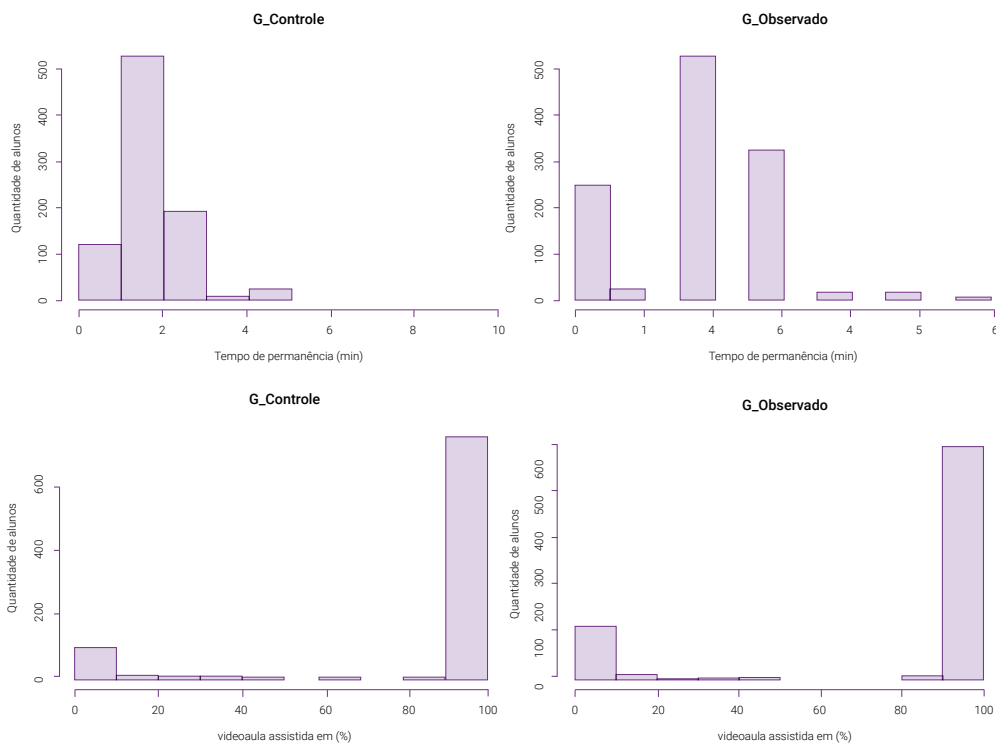 G_Controle
Quantidade de alunos
500
400
300
200
100
0
0 2 4 6 8 10
Tempo de permanência (min)
G_Observado
Quantidade de alunos
500
400
300
200
100
0
0 1 4 6 4 5 6
Tempo de permanência (min)
G_Controle
Quantidade de alunos
600
400
200
0
0 20 40 60 80 100
videoaula assistida em (%)
G_Observado
Quantidade de alunos
600
500
400
300
200
100
0
0 20 40 60 80 100
videoaula assistida em (%)